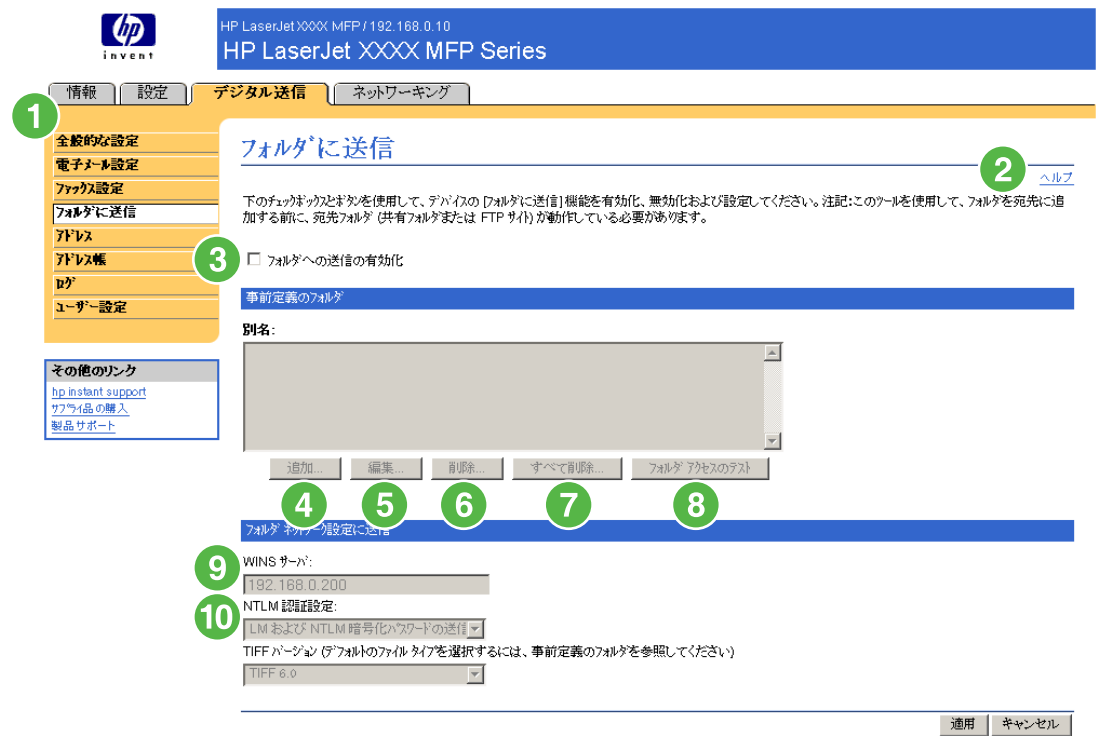 hp
invent
HP LaserJet XXXX MFP / 192.168.0.10
HP LaserJet XXXX MFP Series
情報 設定 デジタル送信 ネットワーキング
1
全般的な設定
電子メール設定
ファックス設定
フォルダに送信
アドレス
アドレス帳
ログ
ユーザー設定
その他のリンク
hp instant support
サプライ品の購入
製品サポート
フォルダに送信
2
ヘルプ
下のチェックボックスとボタンを使用して、デバイスの [フォルダに送信] 機能を有効化、無効化および設定してください。注記:このツールを使用して、フォルダを宛先に追
加する前に、宛先フォルダ (共有フォルダまたは FTP サイト) が動作している必要があります。
3
フォルダへの送信の有効化
事前定義のフォルダ
別名:
追加... 編集... 削除... すべて削除... フォルダ アクセスのテスト
4 5 6 7 8
フォルダ ネットワーク設定に送信
9
WINS サーバ:
192.168.0.200
10
NTLM 認証設定:
LM および NTLM 暗号化パスワードの送信
TIFF バージョン (デフォルトのファイル タイプを選択するには、事前定義のフォルダを参照してください)
TIFF 6.0
適用 キャンセル